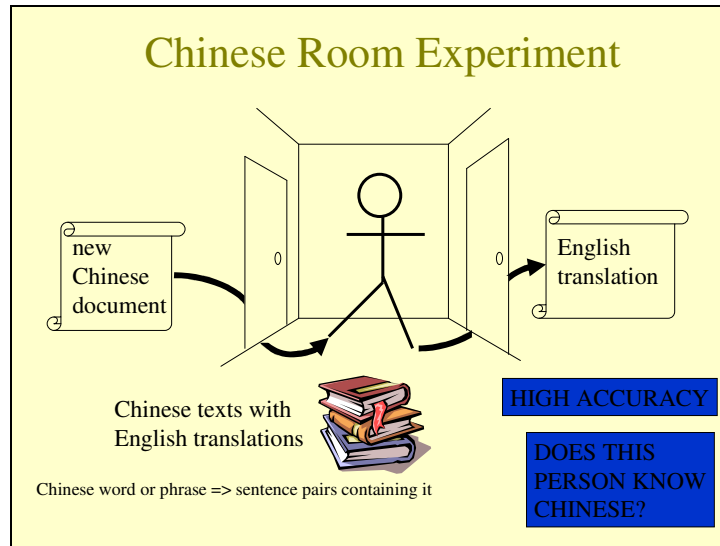 Chinese Room Experiment
new
Chinese
document
English
translation
Chinese texts with
English translations
HIGH ACCURACY
Chinese word or phrase => sentence pairs containing it
DOES THIS
PERSON KNOW
CHINESE?